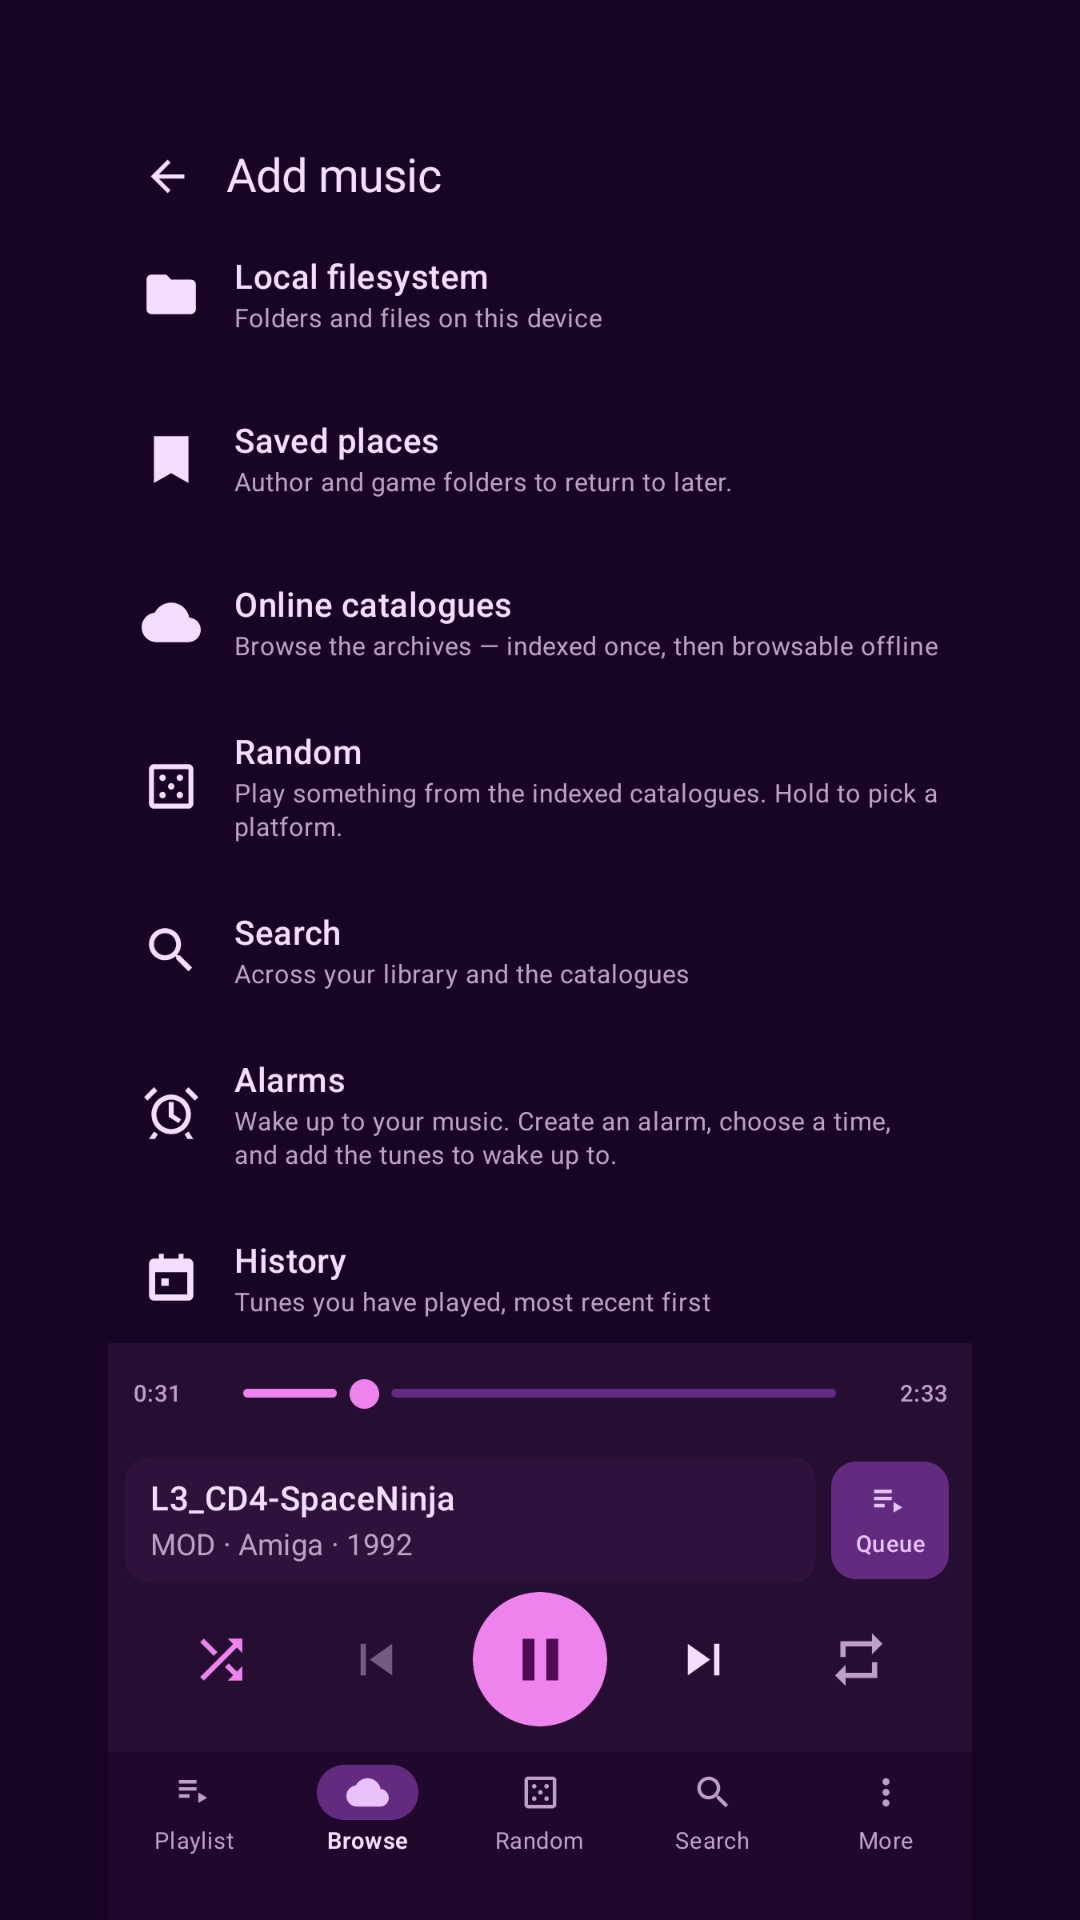 Add music
Local filesystem
Folders and files on this device
Saved places
Author and game folders to return to later.
Online catalogues
Browse the archives — indexed once, then browsable offline
Random
Play something from the indexed catalogues. Hold to pick a
platform.
Search
Across your library and the catalogues
Alarms
Wake up to your music. Create an alarm, choose a time,
and add the tunes to wake up to.
History
Tunes you have played, most recent first
0:31
2:33
L3_CD4-SpaceNinja
MOD · Amiga · 1992
Queue
Playlist
Browse
Random
Search
More